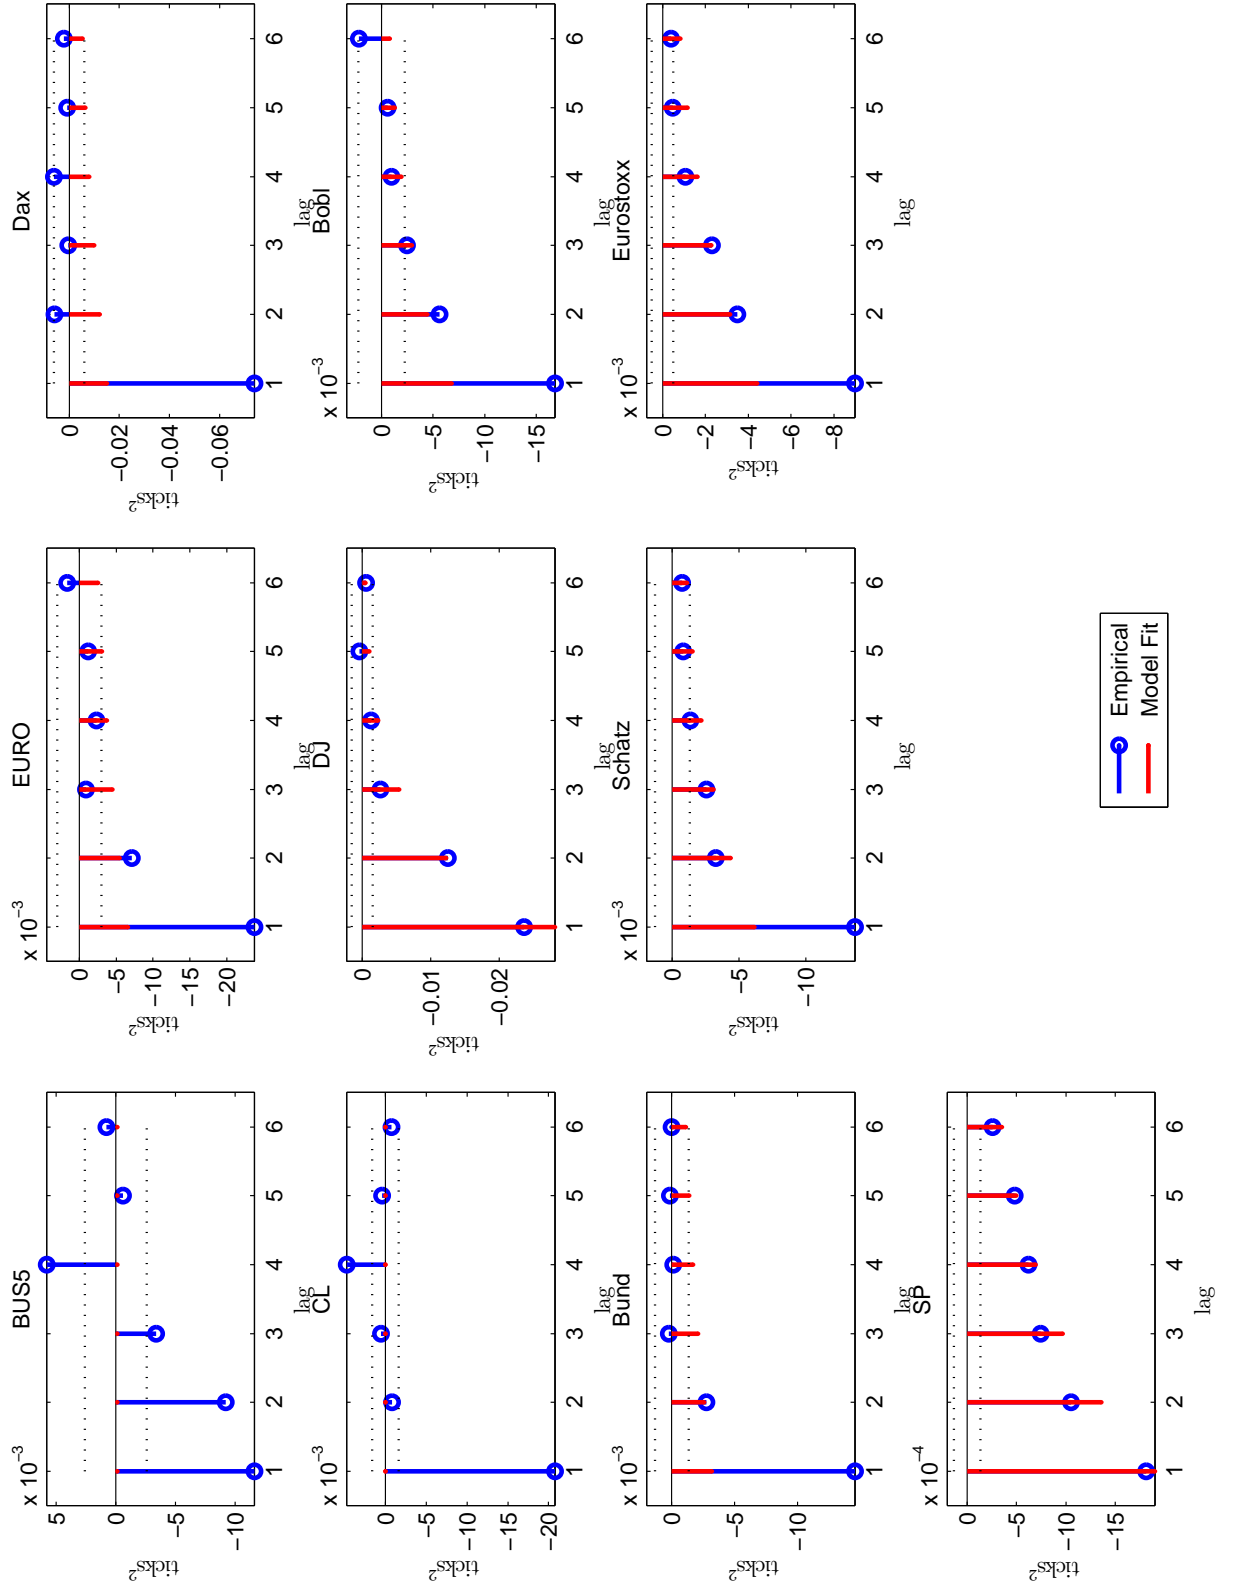 BUS5
x 10⁻³
5
0
−5
−10
ticks²
1 2 3 4 5 6
lag
EURO
x 10⁻³
0
−5
−10
−15
−20
ticks²
1 2 3 4 5 6
lag
Dax
0
−0.02
−0.04
−0.06
ticks²
1 2 3 4 5 6
lag
CL
x 10⁻³
0
−5
−10
−15
−20
ticks²
1 2 3 4 5 6
lag
DJ
0
−0.01
−0.02
ticks²
1 2 3 4 5 6
lag
Bobl
x 10⁻³
0
−5
−10
−15
ticks²
1 2 3 4 5 6
lag
Bund
x 10⁻³
0
−5
−10
ticks²
1 2 3 4 5 6
lag
Schatz
x 10⁻³
0
−5
−10
ticks²
1 2 3 4 5 6
lag
Eurostoxx
x 10⁻³
0
−2
−4
−6
−8
ticks²
1 2 3 4 5 6
lag
SP
x 10⁻⁴
0
−5
−10
−15
ticks²
1 2 3 4 5 6
lag
Empirical
Model Fit